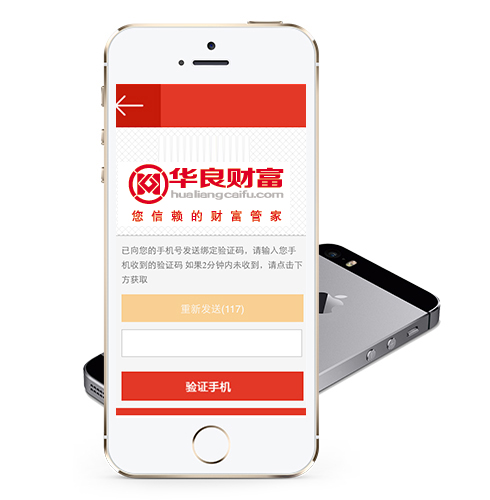 华良财富
hualiangcaifu.com
您信赖的财富管家
已向您的手机号发送绑定验证码，请输入您手
机收到的验证码 如果2分钟内未收到，请点击下
方获取
重新发送(117)
验证手机